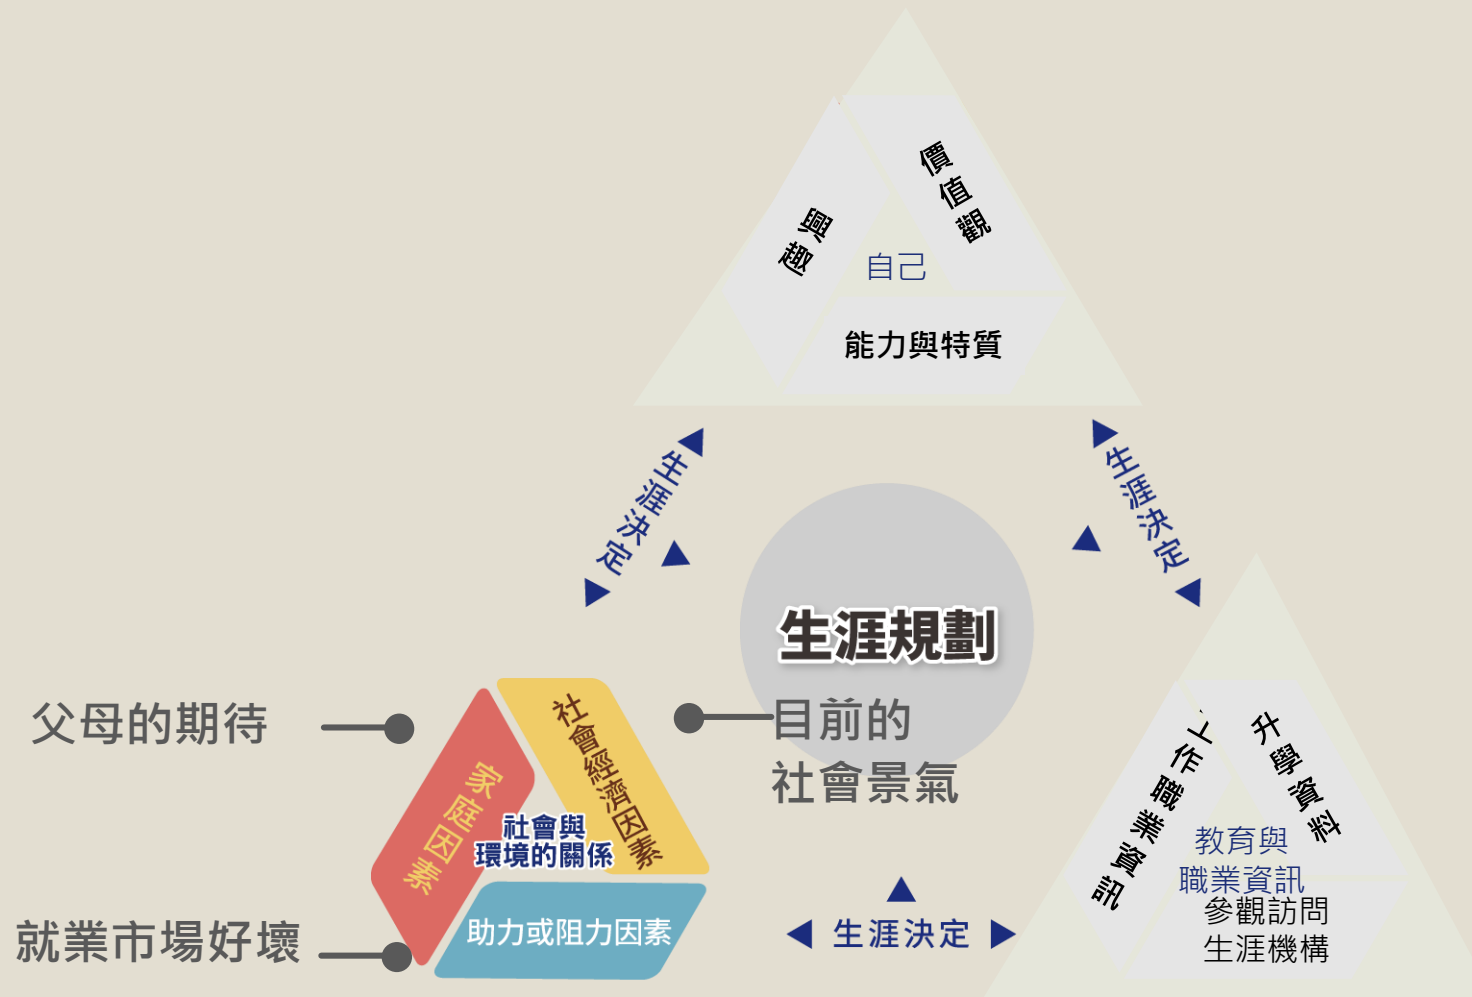 價值觀
興趣
自己
能力與特質
生涯決定
生涯決定
生涯規劃
父母的期待
目前的
社會景氣
社會經濟因素
家庭因素
社會與
環境的關係
助力或阻力因素
就業市場好壞
生涯決定
工作職業資訊
升學資料
教育與
職業資訊
參觀訪問
生涯機構